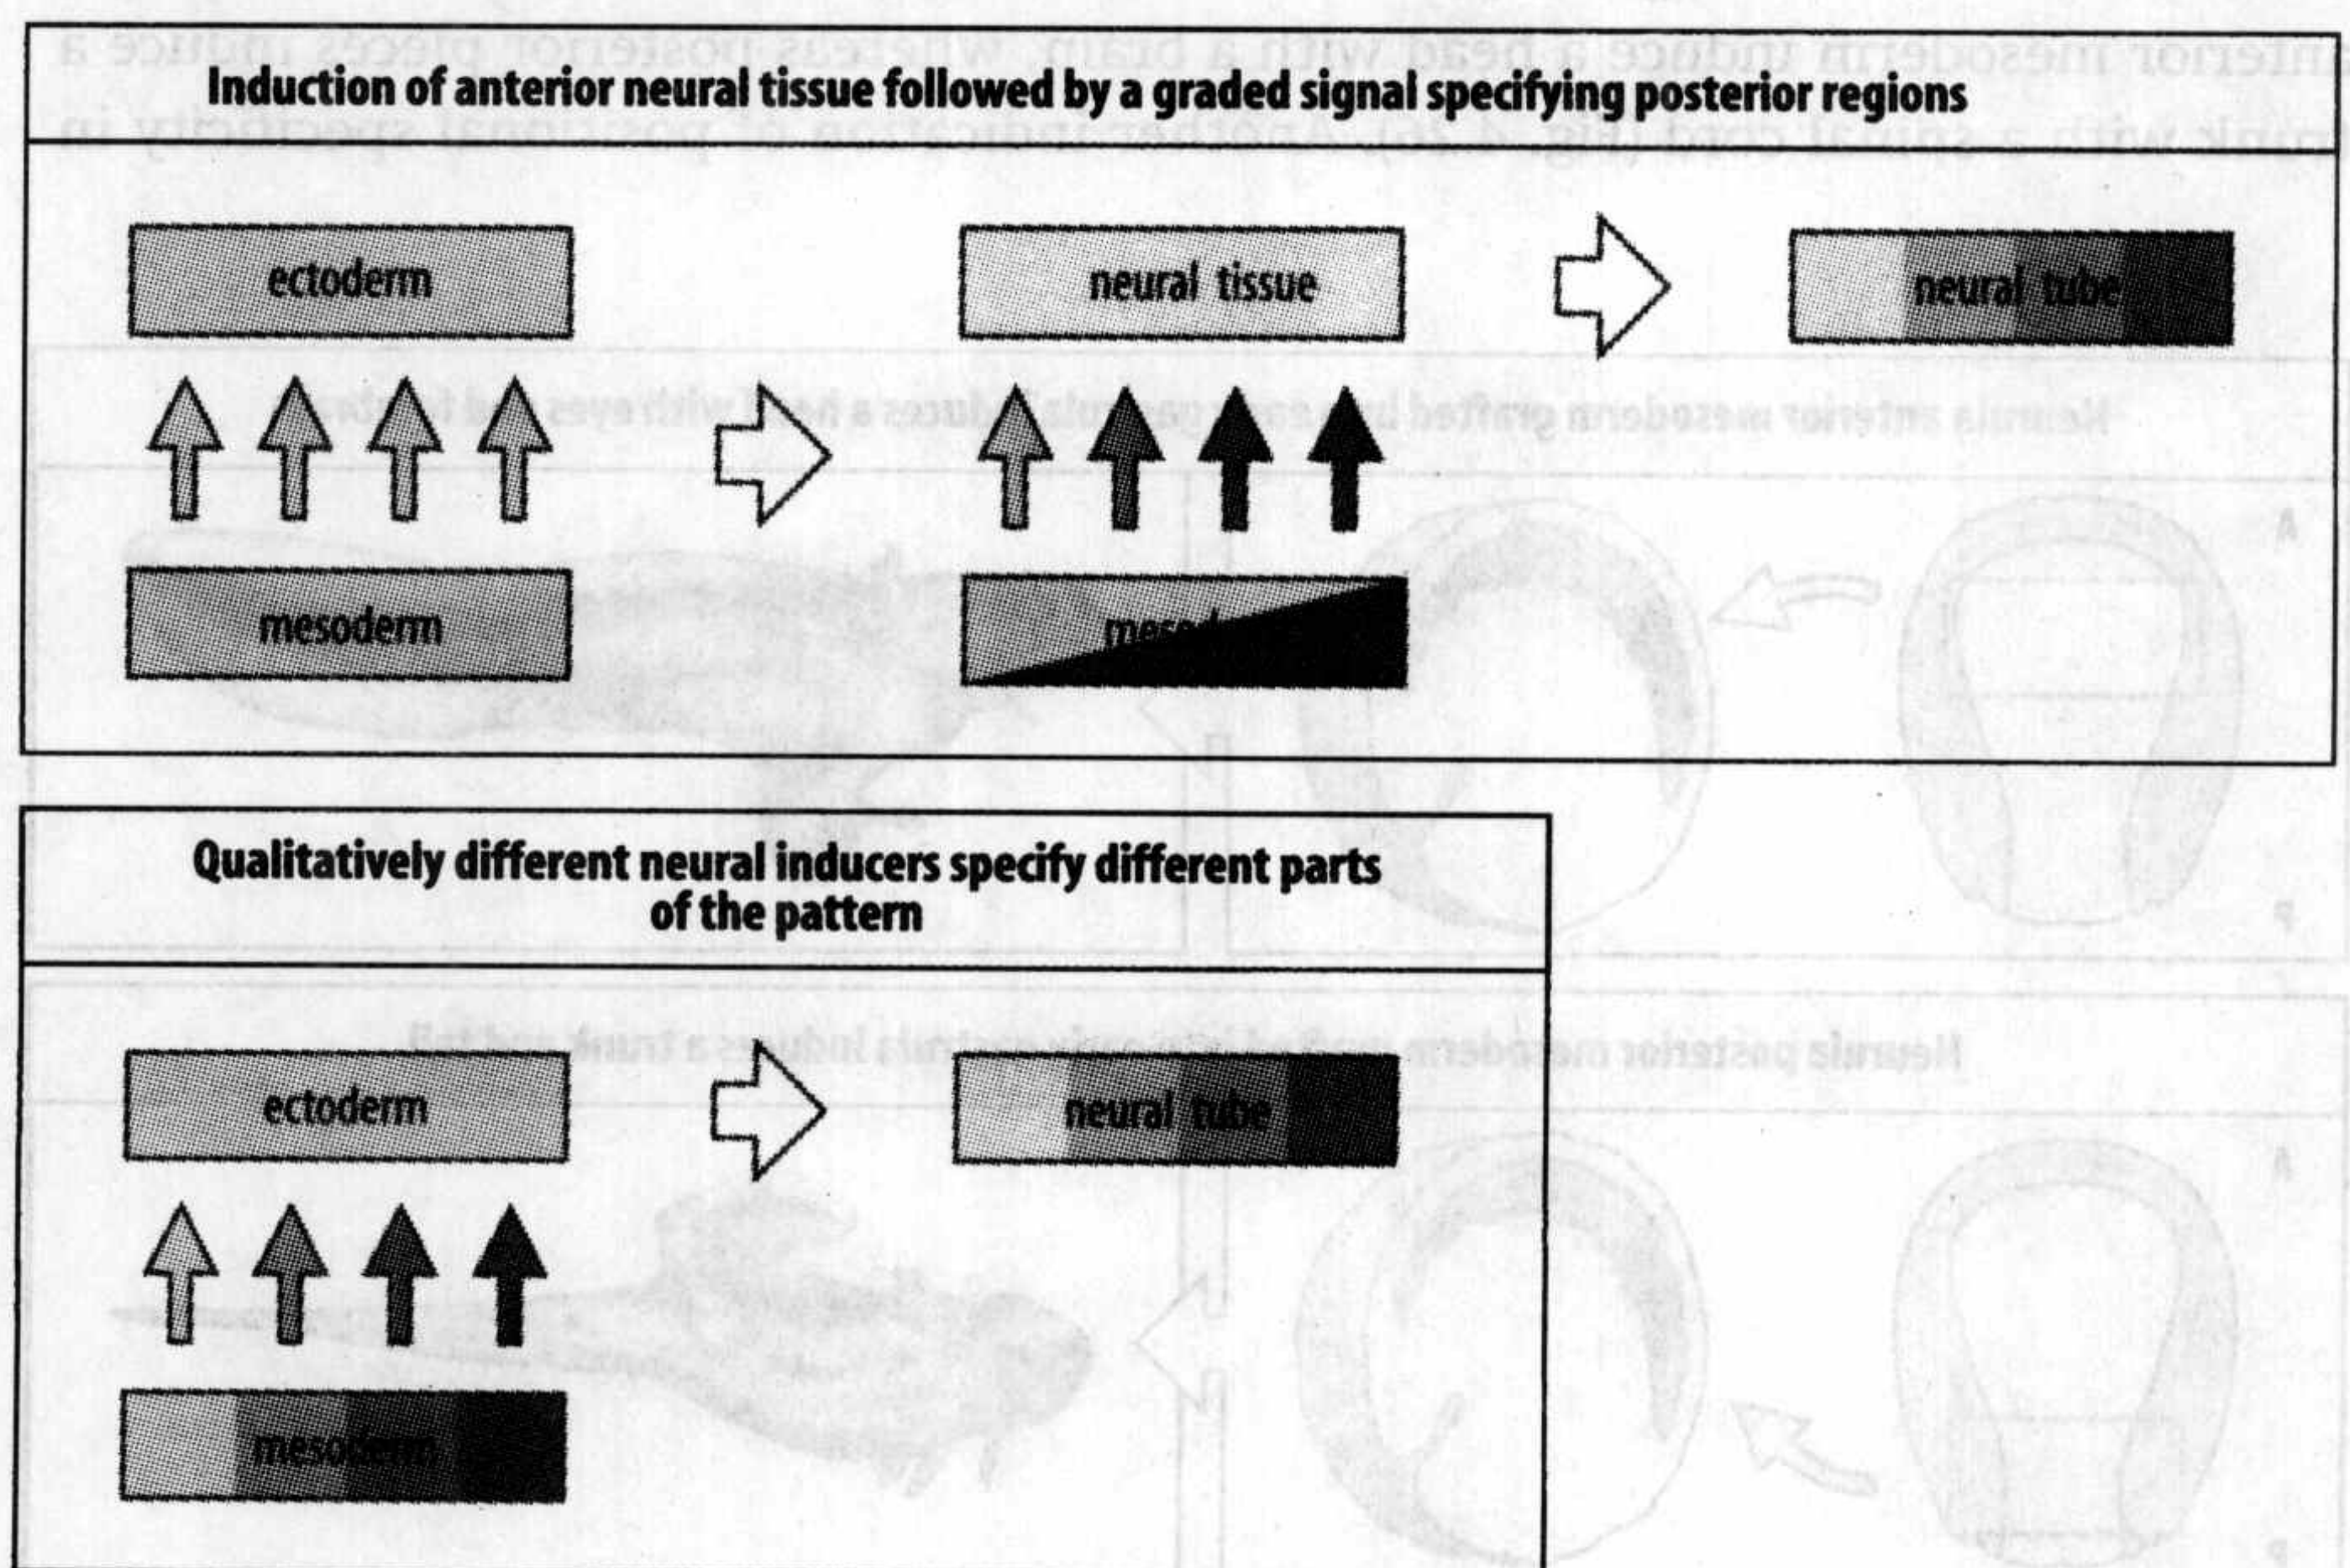 Induction of anterior neural tissue followed by a graded signal specifying posterior regions
ectoderm
neural tissue
neural tube
mesoderm
Qualitatively different neural inducers specify different parts
of the pattern
ectoderm
neural tube
mesoderm